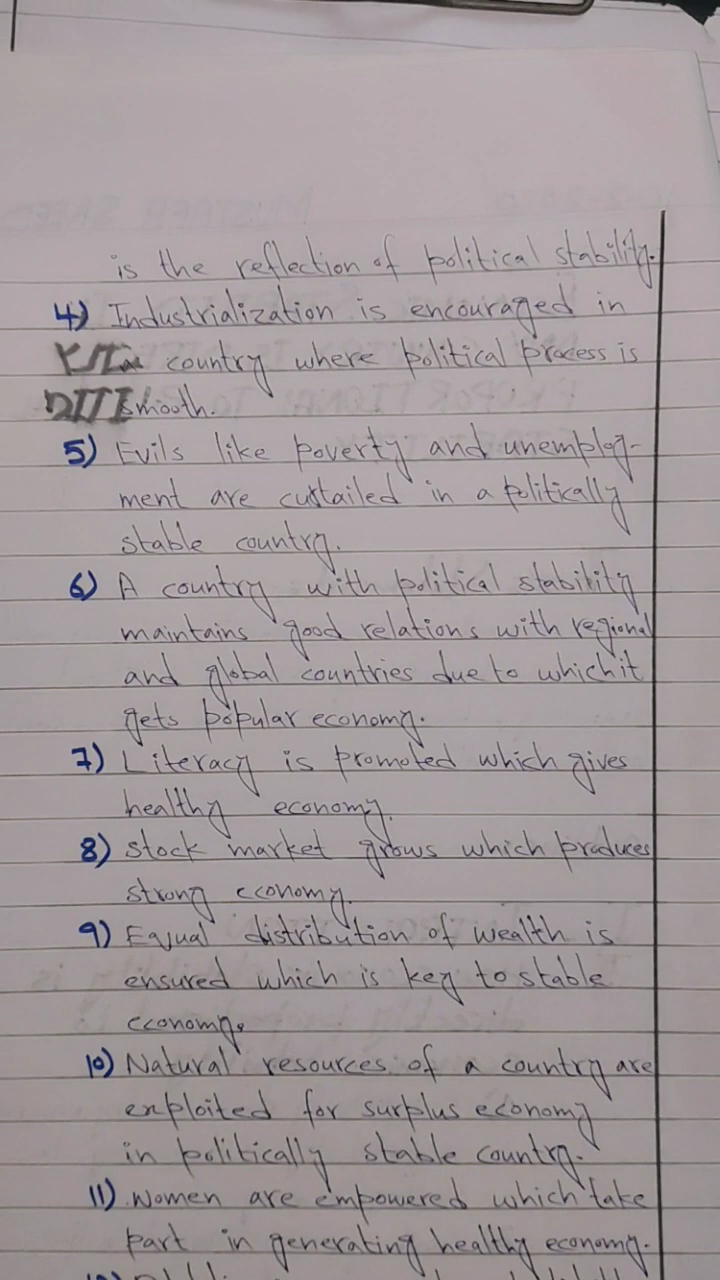 is the reflection of political stability.
4) Industrialization is encouraged in
country where political process is
smooth.
5) Evils like poverty and unemploy-
ment are curtailed in a politically
stable country.
6) A country with political stability
maintains good relations with regional
and global countries due to which it
gets popular economy.
7) Literacy is promoted which gives
healthy economy.
8) Stock market grows which produces
strong economy.
9) Equal distribution of wealth is
ensured which is key to stable
economy.
10) Natural resources of a country are
exploited for surplus economy
in politically stable country.
11) Women are empowered which take
part in generating healthy economy.